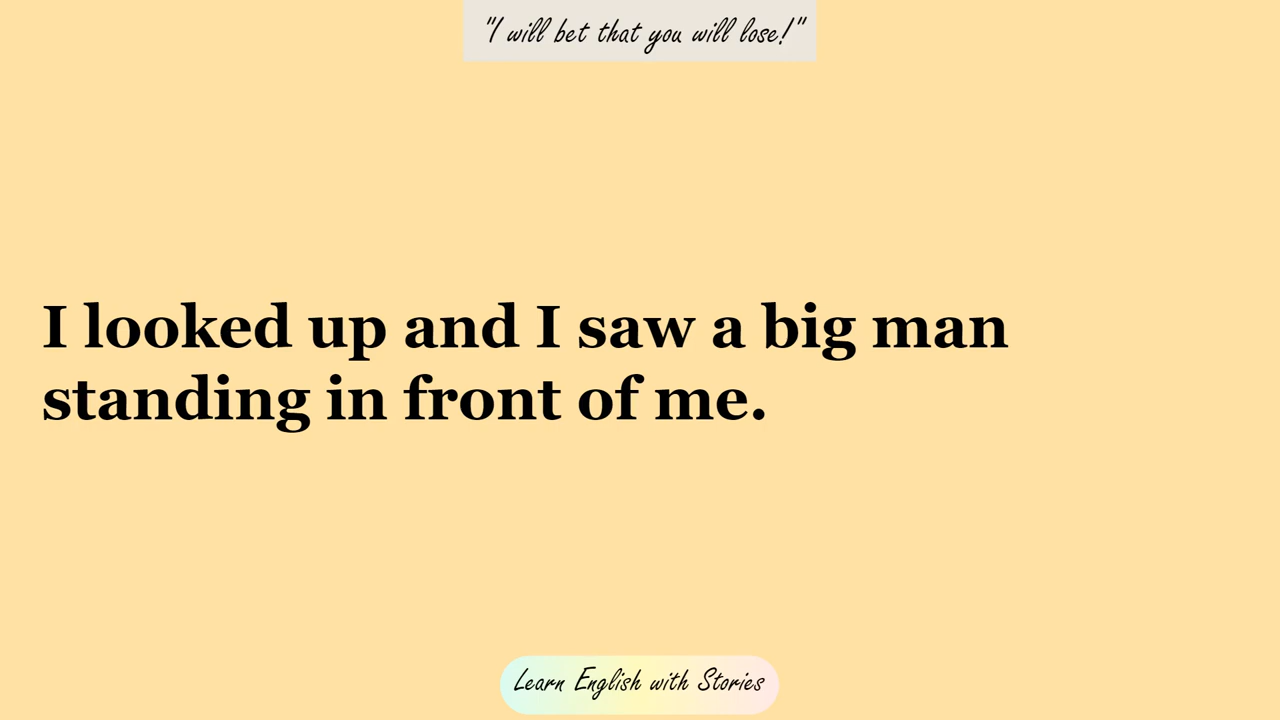 "I will bet that you will lose!"
I looked up and I saw a big man
standing in front of me.
Learn English with Stories